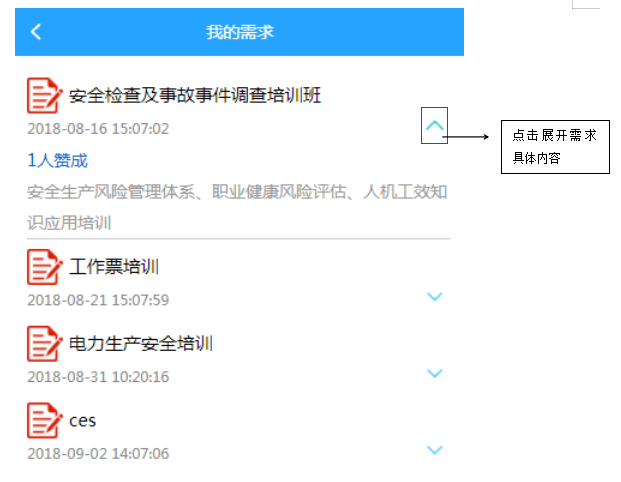 我的需求
安全检查及事故事件调查培训班
2018-08-16 15:07:02
点击展开需求
具体内容
1人赞成
安全生产风险管理体系、职业健康风险评估、人机工效知
识应用培训
工作票培训
2018-08-21 15:07:59
电力生产安全培训
2018-08-31 10:20:16
ces
2018-09-02 14:07:06